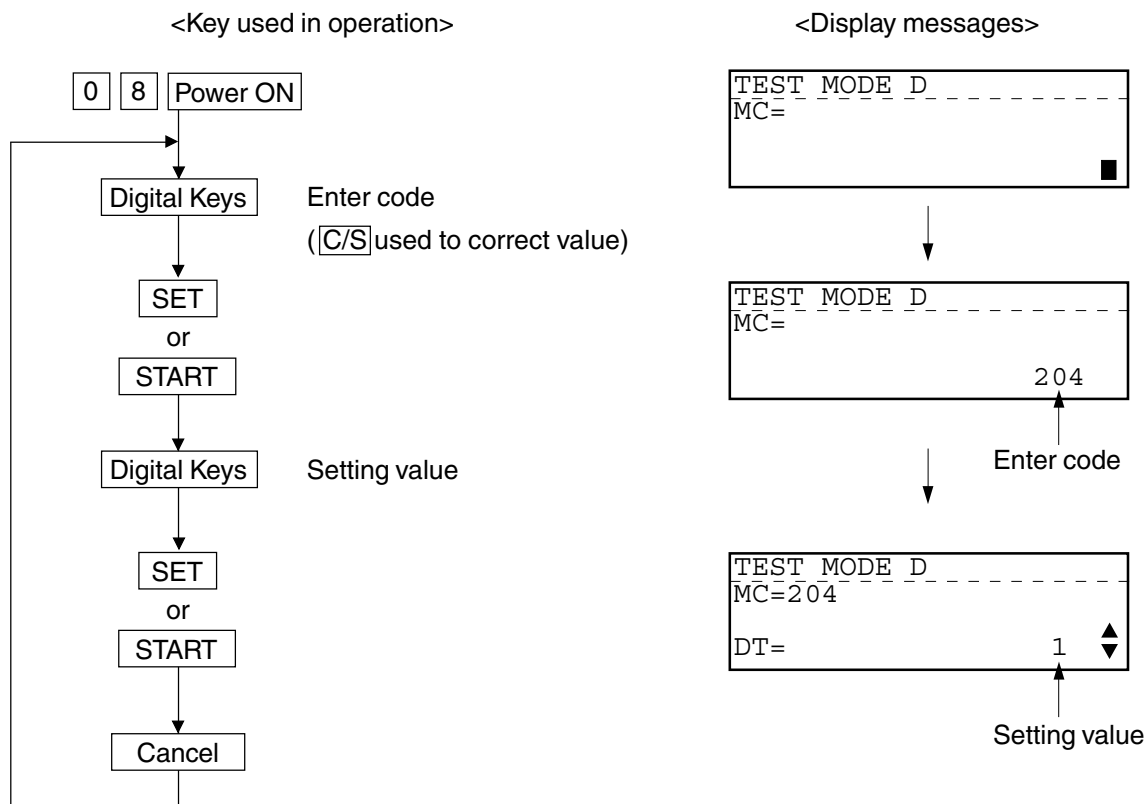 <Key used in operation>
0 8 Power ON
Digital Keys Enter code
( C/S used to correct value)
SET
or
START
Digital Keys Setting value
SET
or
START
Cancel
<Display messages>
TEST MODE D
MC=
TEST MODE D
MC=
204
Enter code
TEST MODE D
MC=204
DT= 1
Setting value